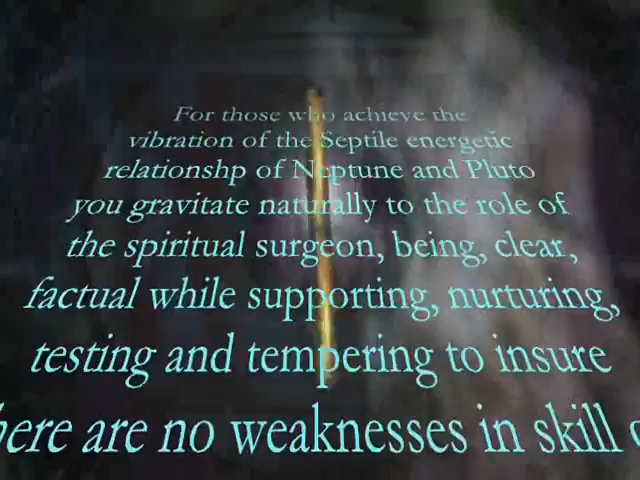 For those who achieve the
vibration of the Septile energetic
relationshp of Neptune and Pluto
you gravitate naturally to the role of
the spiritual surgeon, being, clear,
factual while supporting, nurturing,
testing and tempering to insure
are no weaknesses in skill